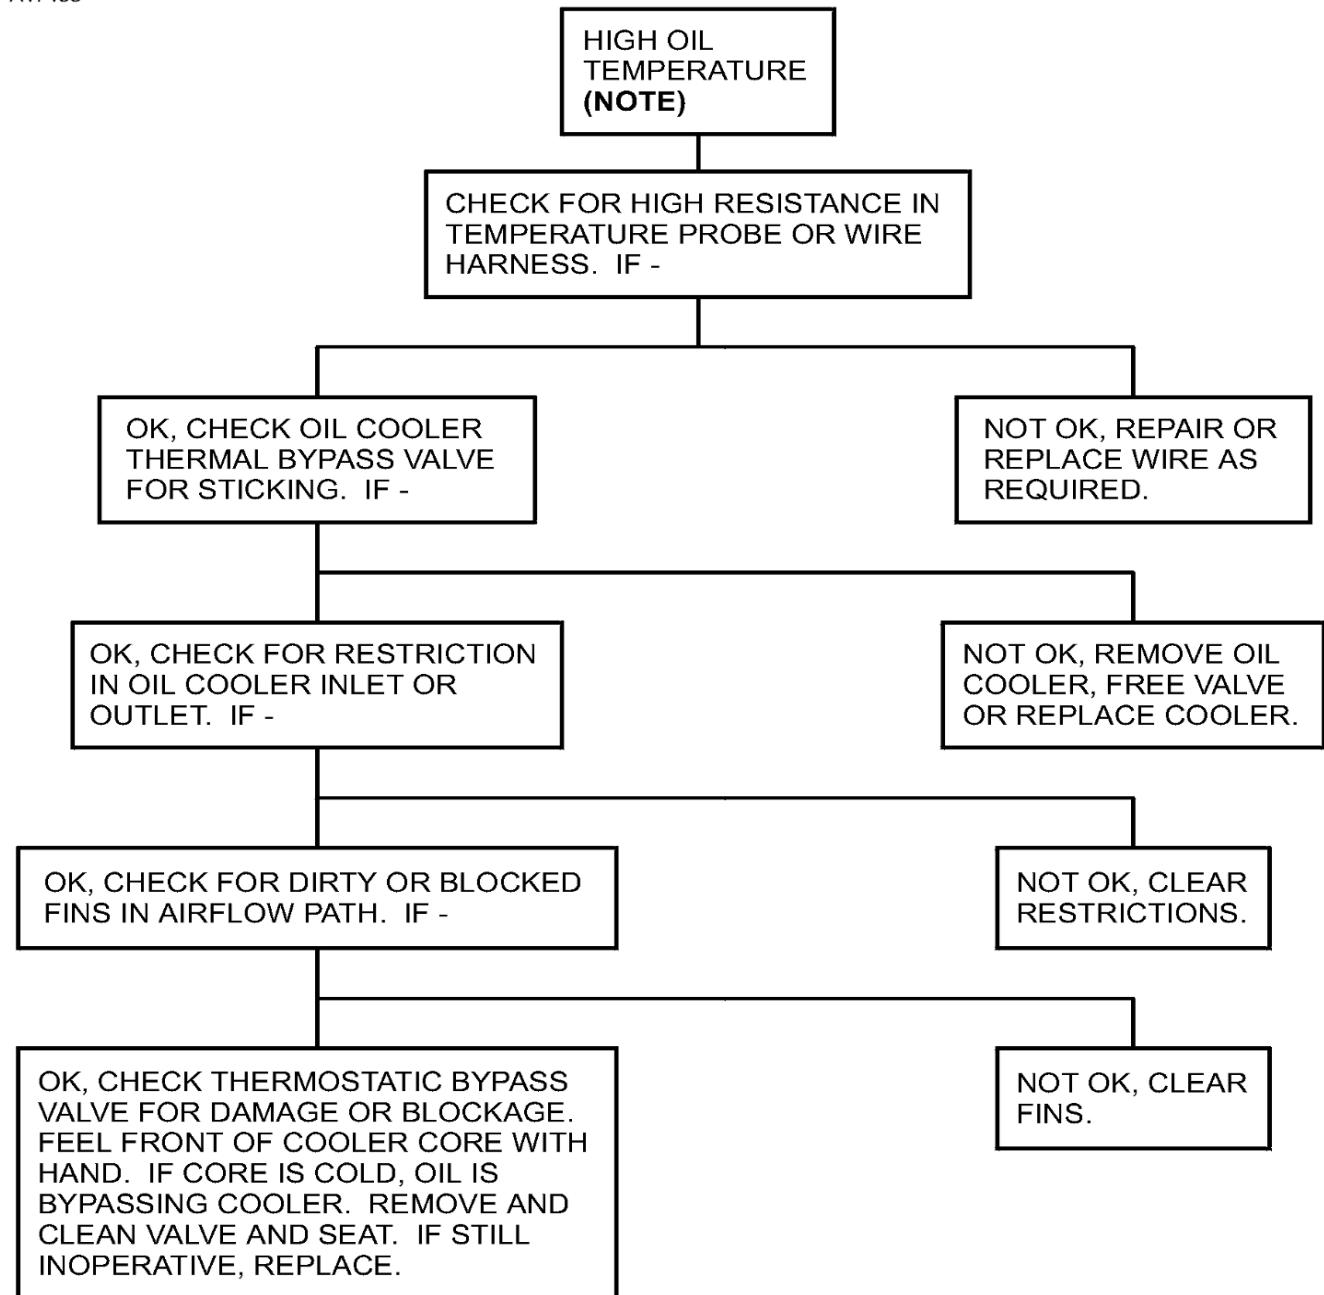 HIGH OIL
TEMPERATURE
(NOTE)
CHECK FOR HIGH RESISTANCE IN
TEMPERATURE PROBE OR WIRE
HARNESS. IF -
OK, CHECK OIL COOLER
THERMAL BYPASS VALVE
FOR STICKING. IF -
NOT OK, REPAIR OR
REPLACE WIRE AS
REQUIRED.
OK, CHECK FOR RESTRICTION
IN OIL COOLER INLET OR
OUTLET. IF -
NOT OK, REMOVE OIL
COOLER, FREE VALVE
OR REPLACE COOLER.
OK, CHECK FOR DIRTY OR BLOCKED
FINS IN AIRFLOW PATH. IF -
NOT OK, CLEAR
RESTRICTIONS.
OK, CHECK THERMOSTATIC BYPASS
VALVE FOR DAMAGE OR BLOCKAGE.
FEEL FRONT OF COOLER CORE WITH
HAND. IF CORE IS COLD, OIL IS
BYPASSING COOLER. REMOVE AND
CLEAN VALVE AND SEAT. IF STILL
INOPERATIVE, REPLACE.
NOT OK, CLEAR
FINS.